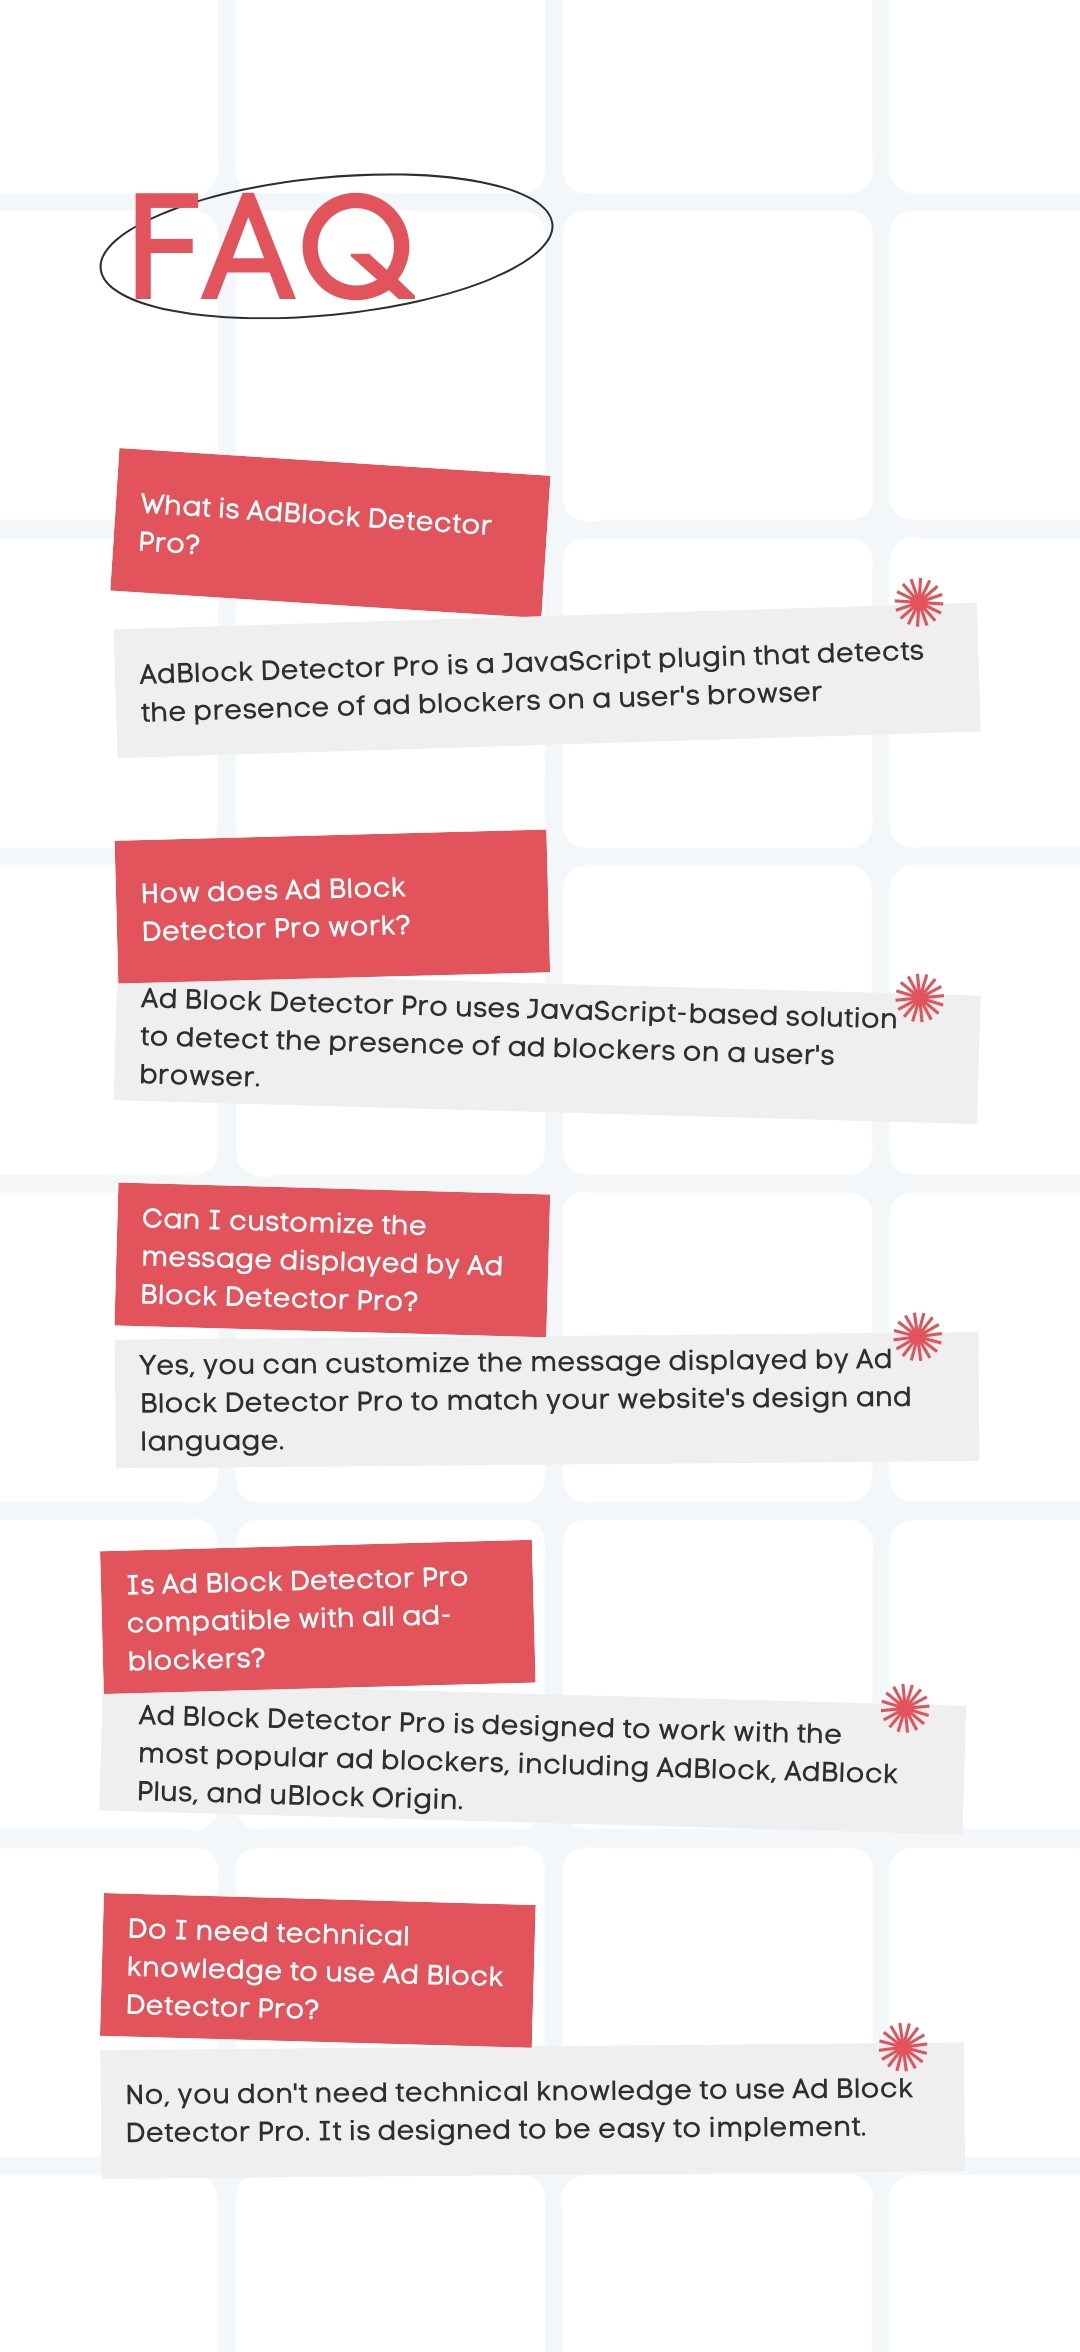 FAQ
What is AdBlock Detector
Pro?
AdBlock Detector Pro is a JavaScript plugin that detects
the presence of ad blockers on a user's browser
How does Ad Block
Detector Pro work?
Ad Block Detector Pro uses JavaScript-based solution
to detect the presence of ad blockers on a user's
browser.
Can I customize the
message displayed by Ad
Block Detector Pro?
Yes, you can customize the message displayed by Ad
Block Detector Pro to match your website's design and
language.
Is Ad Block Detector Pro
compatible with all ad-
blockers?
Ad Block Detector Pro is designed to work with the
most popular ad blockers, including AdBlock, AdBlock
Plus, and uBlock Origin.
Do I need technical
knowledge to use Ad Block
Detector Pro?
No, you don't need technical knowledge to use Ad Block
Detector Pro. It is designed to be easy to implement.